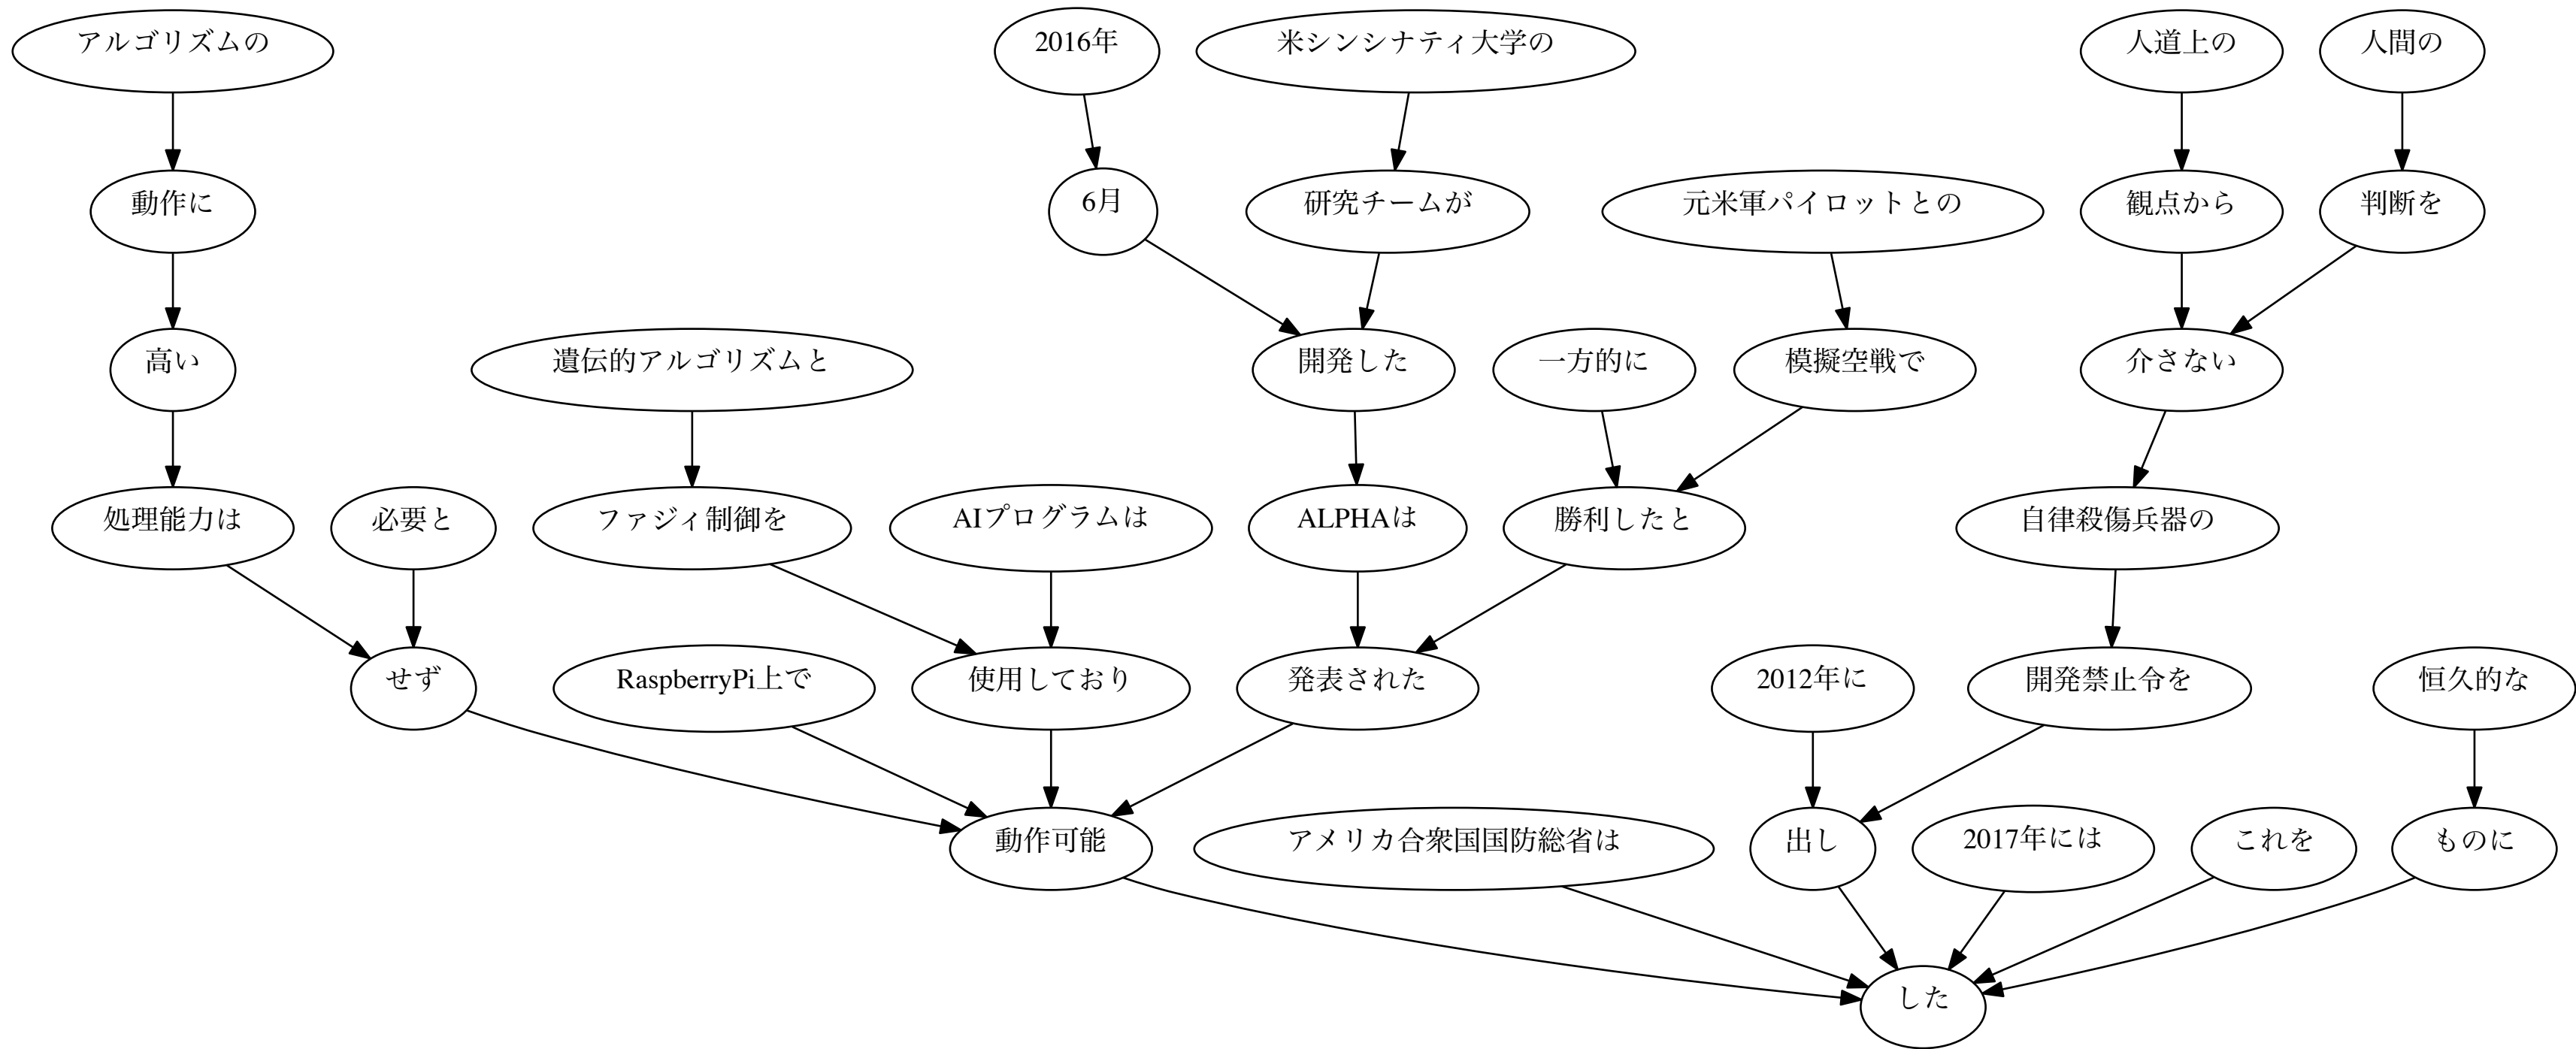 アルゴリズムの
2016年
米シンシナティ大学の
人道上の
人間の
動作に
6月
研究チームが
元米軍パイロットとの
観点から
判断を
高い
遺伝的アルゴリズムと
開発した
一方的に
模擬空戦で
介さない
処理能力は
必要と
ファジィ制御を
AIプログラムは
ALPHAは
勝利したと
自律殺傷兵器の
せず
RaspberryPi上で
使用しており
発表された
2012年に
開発禁止令を
恒久的な
動作可能
アメリカ合衆国国防総省は
出し
2017年には
これを
ものに
した